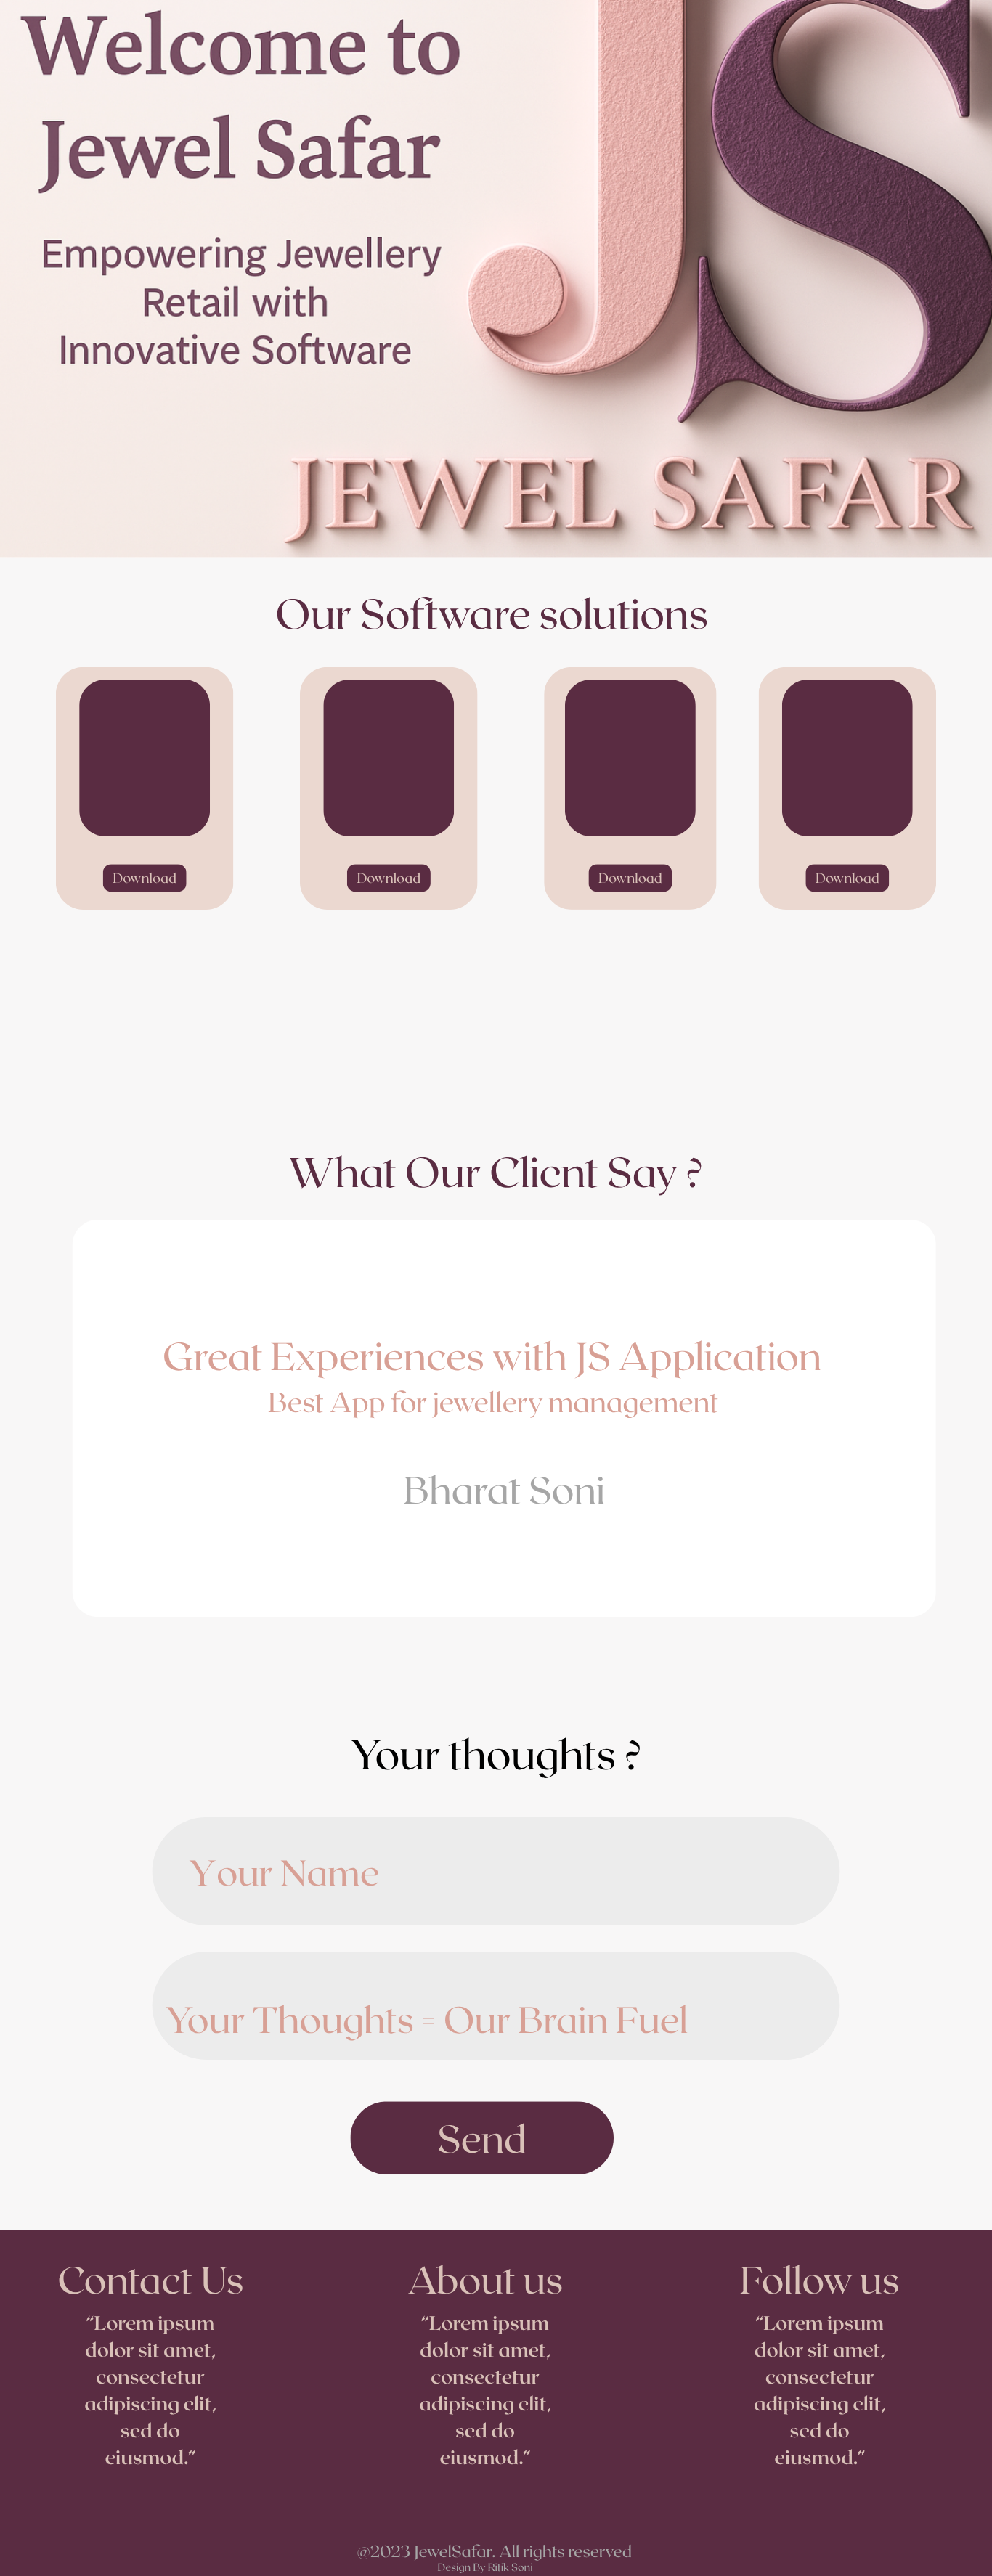 Welcome to
Jewel Safar
Empowering Jewellery
Retail with
Innovative Software
JS
JEWEL SAFAR
Our Software solutions
Download Download Download Download
What Our Client Say ?
Great Experiences with JS Application
Best App for jewellery management
Bharat Soni
Your thoughts ?
Your Name
Your Thoughts = Our Brain Fuel
Send
Contact Us
“Lorem ipsum
dolor sit amet,
consectetur
adipiscing elit,
sed do
eiusmod.“
About us
“Lorem ipsum
dolor sit amet,
consectetur
adipiscing elit,
sed do
eiusmod.“
Follow us
“Lorem ipsum
dolor sit amet,
consectetur
adipiscing elit,
sed do
eiusmod.“
@2023 JewelSafar. All rights reserved
Design By Ritik Soni